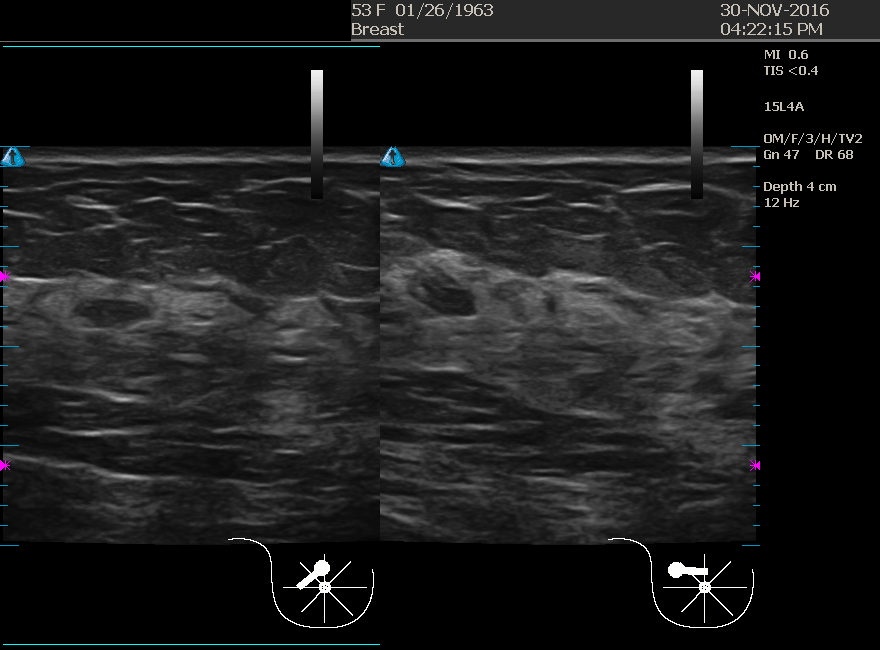 53 F 01/26/1963
30-NOV-2016
Breast
04:22:15 PM
MI 0.6
TIS <0.4
15L4A
OM/F/3/H/TV2
Gn 47 DR 68
Depth 4 cm
12 Hz